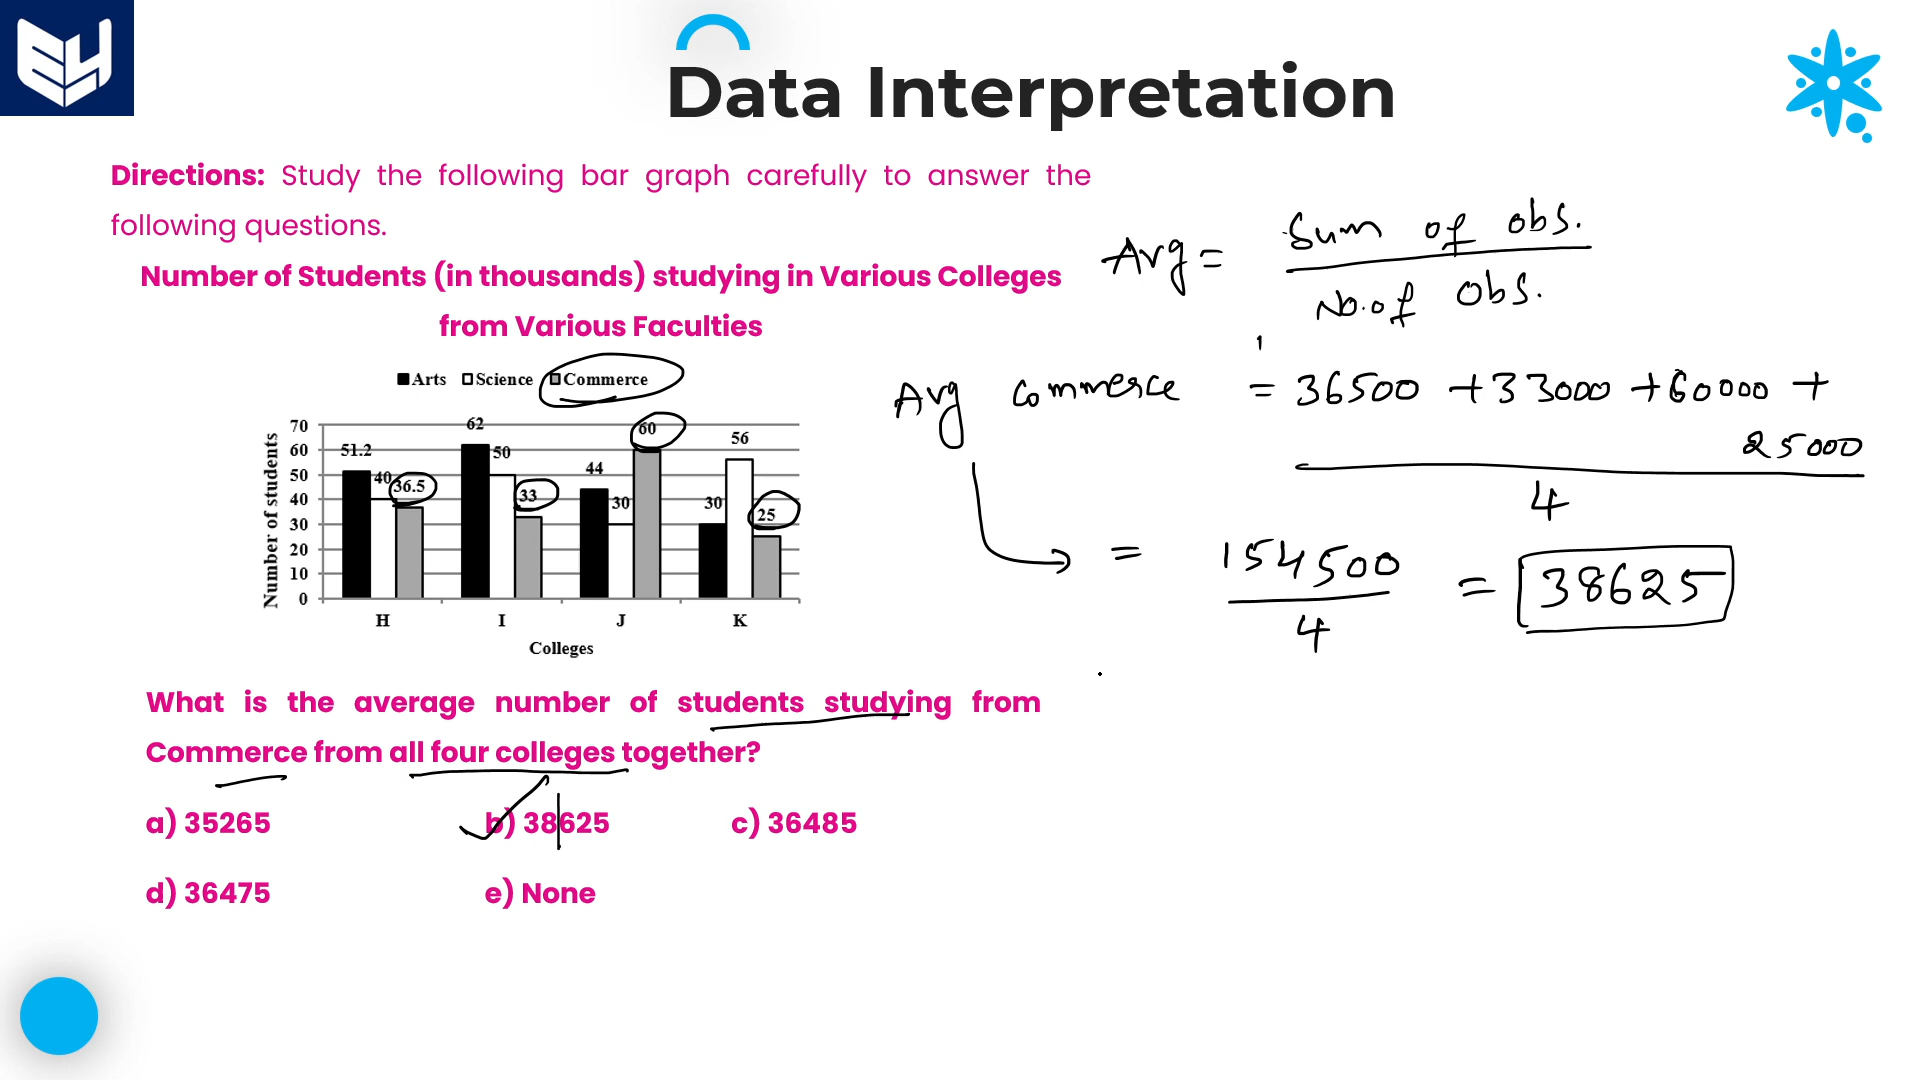 EY
Data Interpretation
Directions: Study the following bar graph carefully to answer the
following questions.
Number of Students (in thousands) studying in Various Colleges
from Various Faculties
Arts Science Commerce
Number of students
70
60
50
40
30
20
10
0
51.2 40 36.5
62 50 33
44 30 60
30 56 25
H I J K
Colleges
What is the average number of students studying from
Commerce from all four colleges together?
a) 35265 b) 38625 c) 36485
d) 36475 e) None
Avg = Sum of obs.
No. of obs.
Avg Commerce = 36500 + 33000 + 60000 +
25000
4
= 154500 = 38625
4